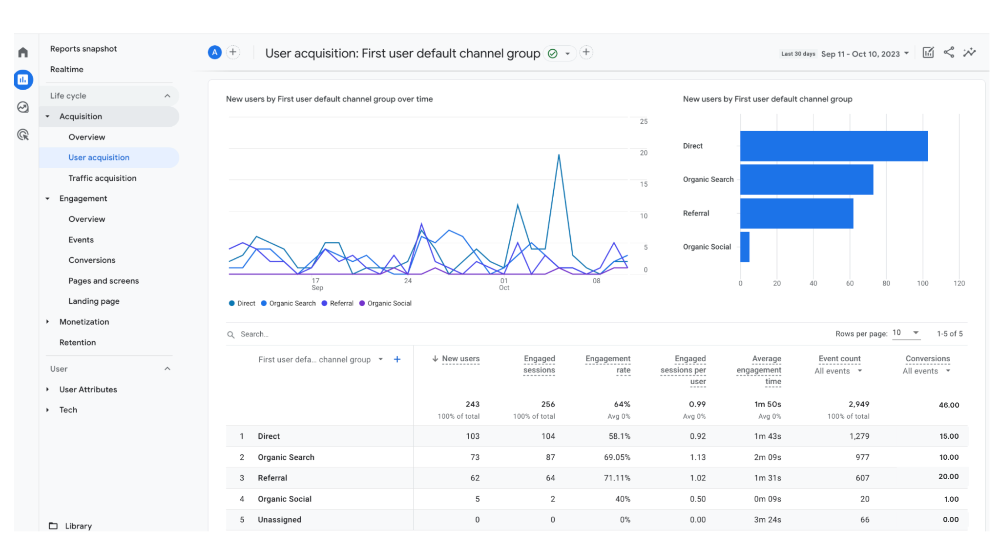 Reports snapshot
Realtime
Life cycle
Acquisition
Overview
User acquisition
Traffic acquisition
Engagement
Overview
Events
Conversions
Pages and screens
Landing page
Monetization
Retention
User
User Attributes
Tech
Library
A
User acquisition: First user default channel group
Last 30 days Sep 11 - Oct 10, 2023
New users by First user default channel group over time
25
20
15
10
5
0
17 24 01 08
Sep Oct
Direct Organic Search Referral Organic Social
New users by First user default channel group
Direct
Organic Search
Referral
Organic Social
0 20 40 60 80 100 120
Search...
Rows per page: 10 1-5 of 5
First user defa... channel group
New users
Engaged
sessions
Engagement
rate
Engaged
sessions per
user
Average
engagement
time
Event count
All events
Conversions
All events
243 256 64% 0.99 1m 50s 2,949 46.00
100% of total 100% of total Avg 0% Avg 0% Avg 0% 100% of total
1 Direct 103 104 58.1% 0.92 1m 43s 1,279 15.00
2 Organic Search 73 87 69.05% 1.13 2m 09s 977 10.00
3 Referral 62 64 71.11% 1.02 1m 31s 607 20.00
4 Organic Social 5 2 40% 0.50 0m 09s 20 1.00
5 Unassigned 0 0 0% 0.00 3m 24s 66 0.00